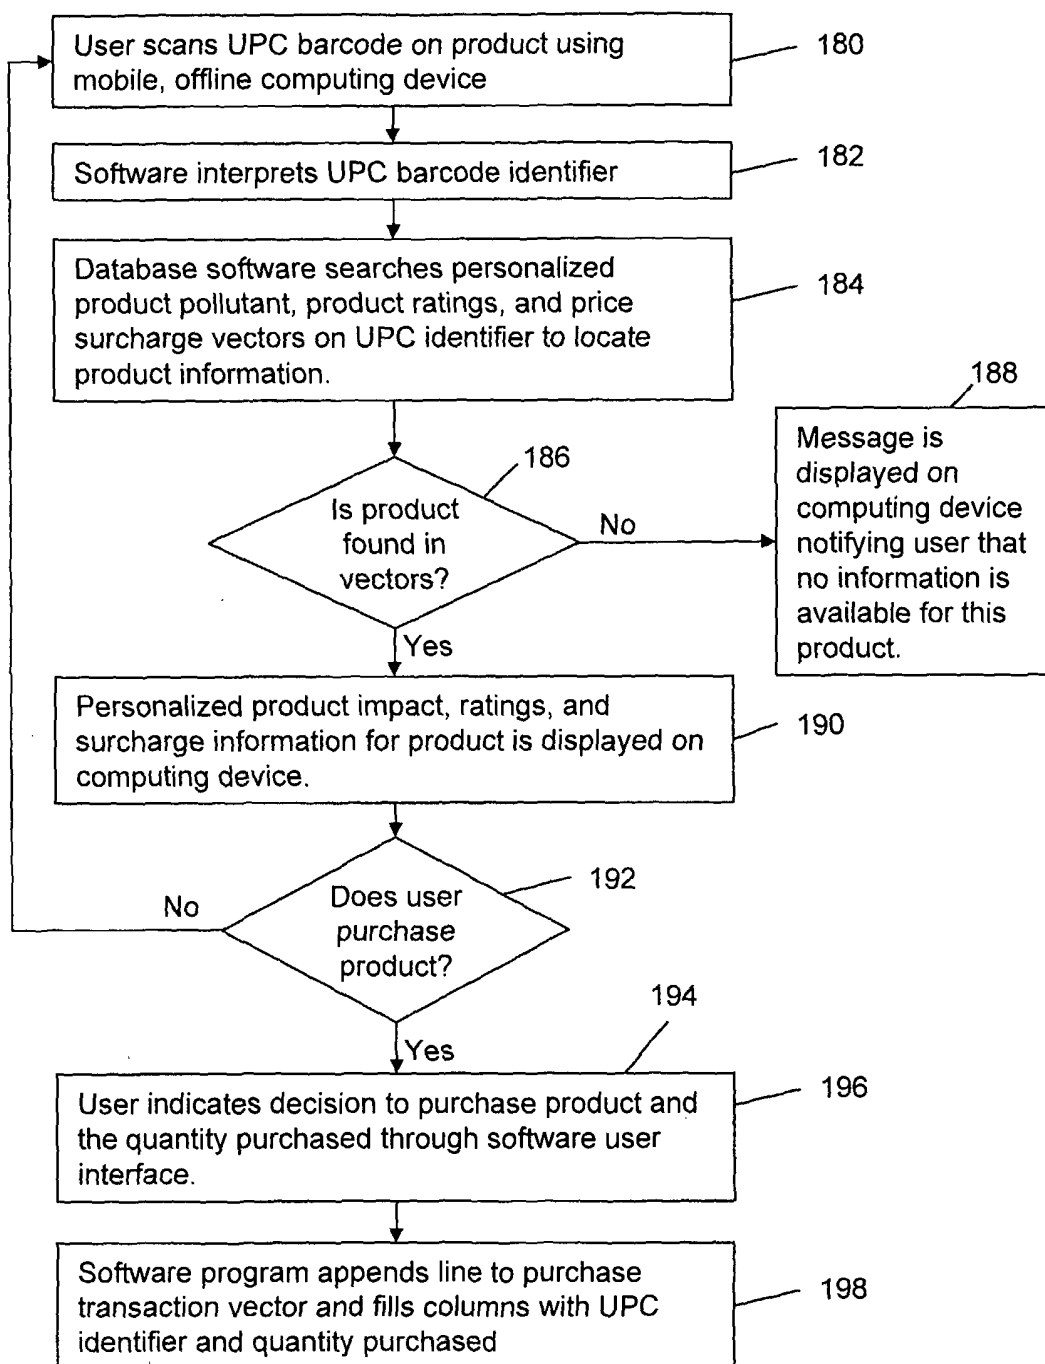 User scans UPC barcode on product using
mobile, offline computing device
180
Software interprets UPC barcode identifier
182
Database software searches personalized
product pollutant, product ratings, and price
surcharge vectors on UPC identifier to locate
product information.
184
186
Is product
found in
vectors?
No
188
Message is
displayed on
computing device
notifying user that
no information is
available for this
product.
Yes
Personalized product impact, ratings, and
surcharge information for product is displayed on
computing device.
190
192
Does user
purchase
product?
No
Yes
194
User indicates decision to purchase product and
the quantity purchased through software user
interface.
196
Software program appends line to purchase
transaction vector and fills columns with UPC
identifier and quantity purchased
198